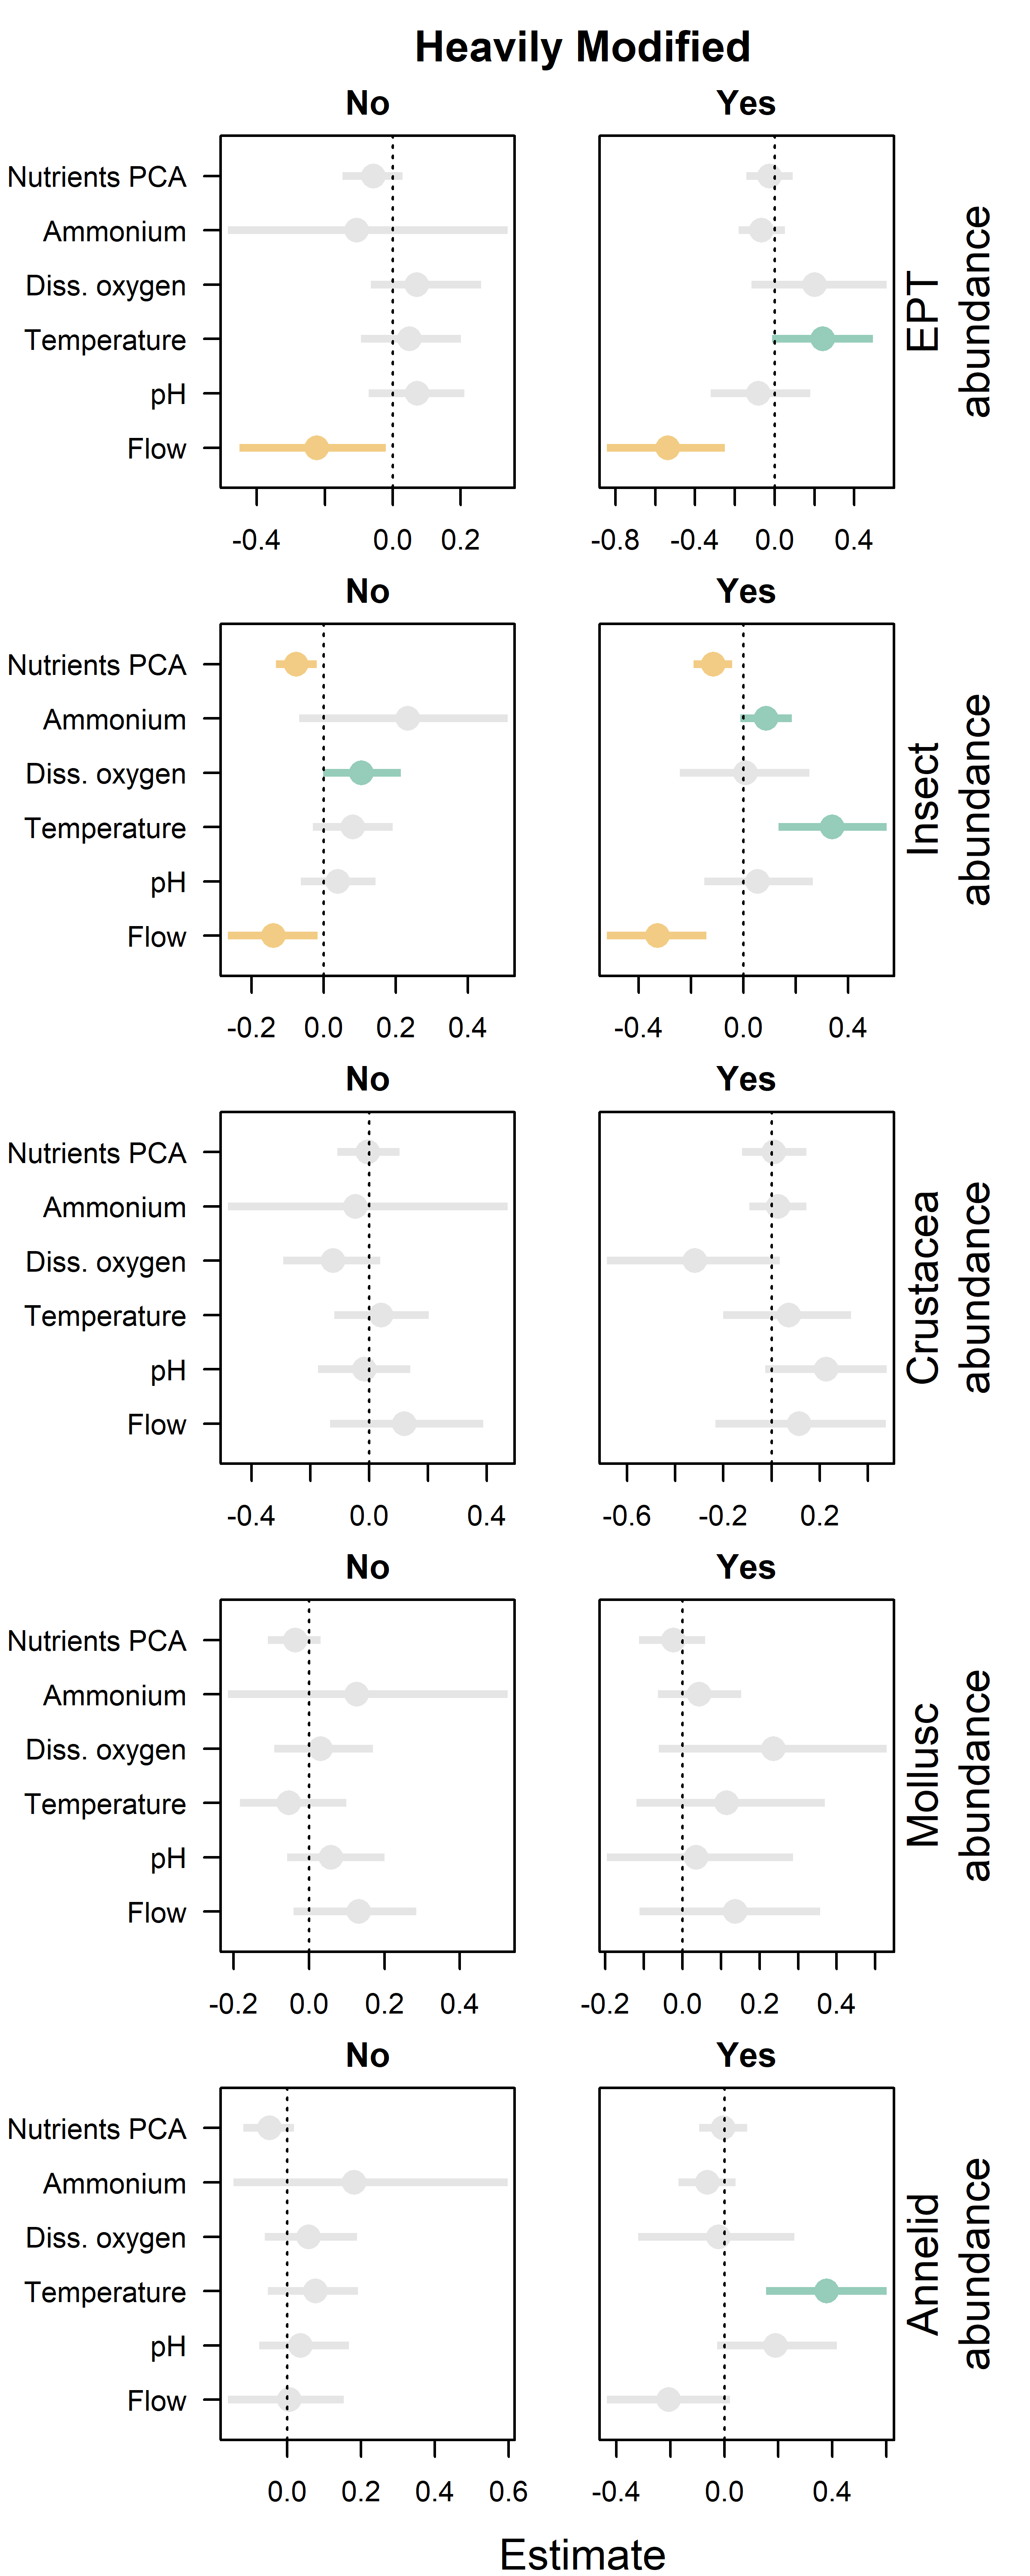 Heavily Modified
No
Yes
Nutrients PCA
Ammonium
Diss. oxygen
Temperature
pH
Flow
-0.4 0.0 0.2
-0.8 -0.4 0.0 0.4
EPT
abundance
No
Yes
Nutrients PCA
Ammonium
Diss. oxygen
Temperature
pH
Flow
-0.2 0.0 0.2 0.4
-0.4 0.0 0.4
Insect
abundance
No
Yes
Nutrients PCA
Ammonium
Diss. oxygen
Temperature
pH
Flow
-0.4 0.0 0.4
-0.6 -0.2 0.2
Crustacea
abundance
No
Yes
Nutrients PCA
Ammonium
Diss. oxygen
Temperature
pH
Flow
-0.2 0.0 0.2 0.4
-0.2 0.0 0.2 0.4
Mollusc
abundance
No
Yes
Nutrients PCA
Ammonium
Diss. oxygen
Temperature
pH
Flow
0.0 0.2 0.4 0.6
-0.4 0.0 0.4
Annelid
abundance
Estimate